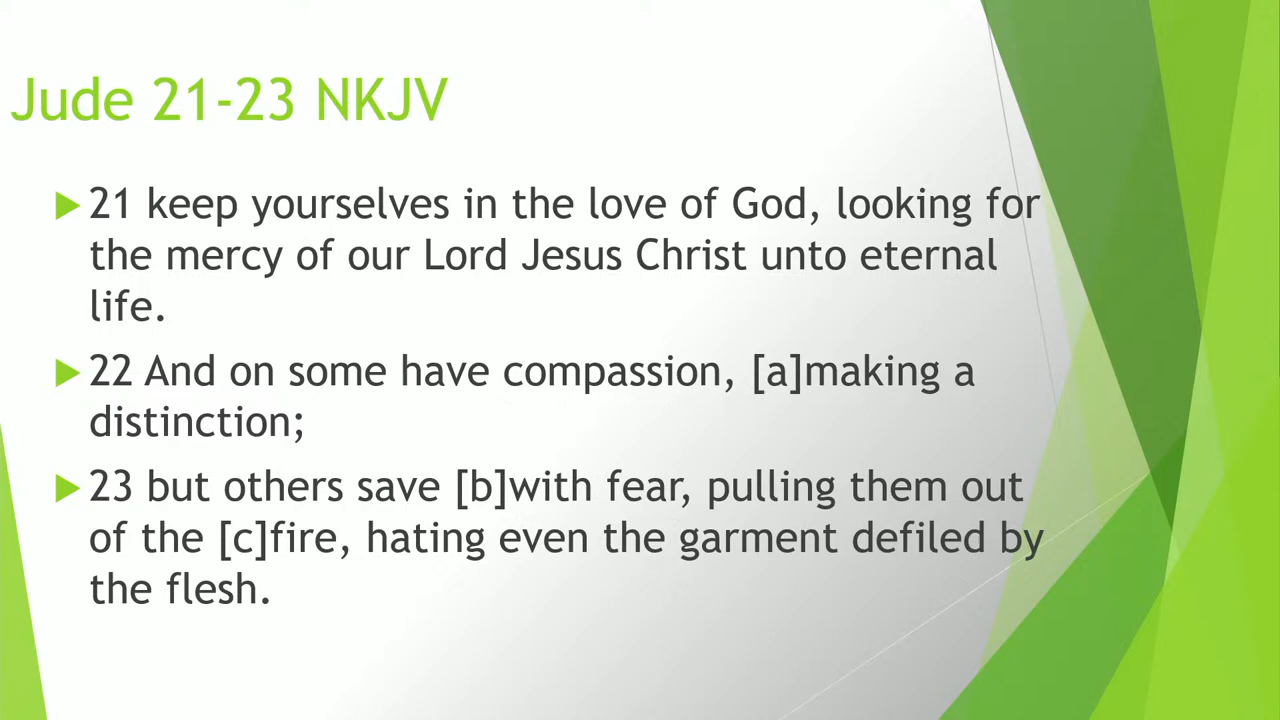 Jude 21-23 NKJV
21 keep yourselves in the love of God, looking for
the mercy of our Lord Jesus Christ unto eternal
life.
22 And on some have compassion, [a]making a
distinction;
23 but others save [b]with fear, pulling them out
of the [c]fire, hating even the garment defiled by
the flesh.